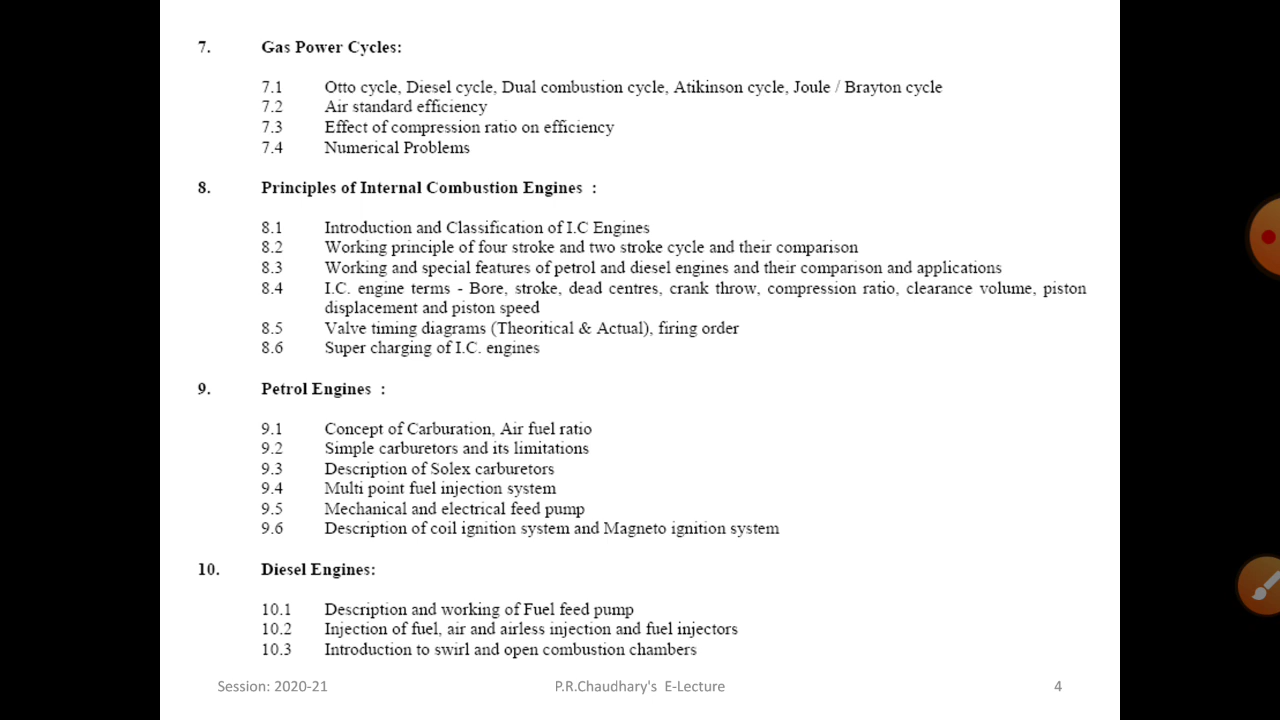 7. Gas Power Cycles:
7.1 Otto cycle, Diesel cycle, Dual combustion cycle, Atikinson cycle, Joule / Brayton cycle
7.2 Air standard efficiency
7.3 Effect of compression ratio on efficiency
7.4 Numerical Problems
8. Principles of Internal Combustion Engines :
8.1 Introduction and Classification of I.C Engines
8.2 Working principle of four stroke and two stroke cycle and their comparison
8.3 Working and special features of petrol and diesel engines and their comparison and applications
8.4 I.C. engine terms - Bore, stroke, dead centres, crank throw, compression ratio, clearance volume, piston
displacement and piston speed
8.5 Valve timing diagrams (Theoritical & Actual), firing order
8.6 Super charging of I.C. engines
9. Petrol Engines :
9.1 Concept of Carburation, Air fuel ratio
9.2 Simple carburetors and its limitations
9.3 Description of Solex carburetors
9.4 Multi point fuel injection system
9.5 Mechanical and electrical feed pump
9.6 Description of coil ignition system and Magneto ignition system
10. Diesel Engines:
10.1 Description and working of Fuel feed pump
10.2 Injection of fuel, air and airless injection and fuel injectors
10.3 Introduction to swirl and open combustion chambers
Session: 2020-21 P.R.Chaudhary's E-Lecture 4